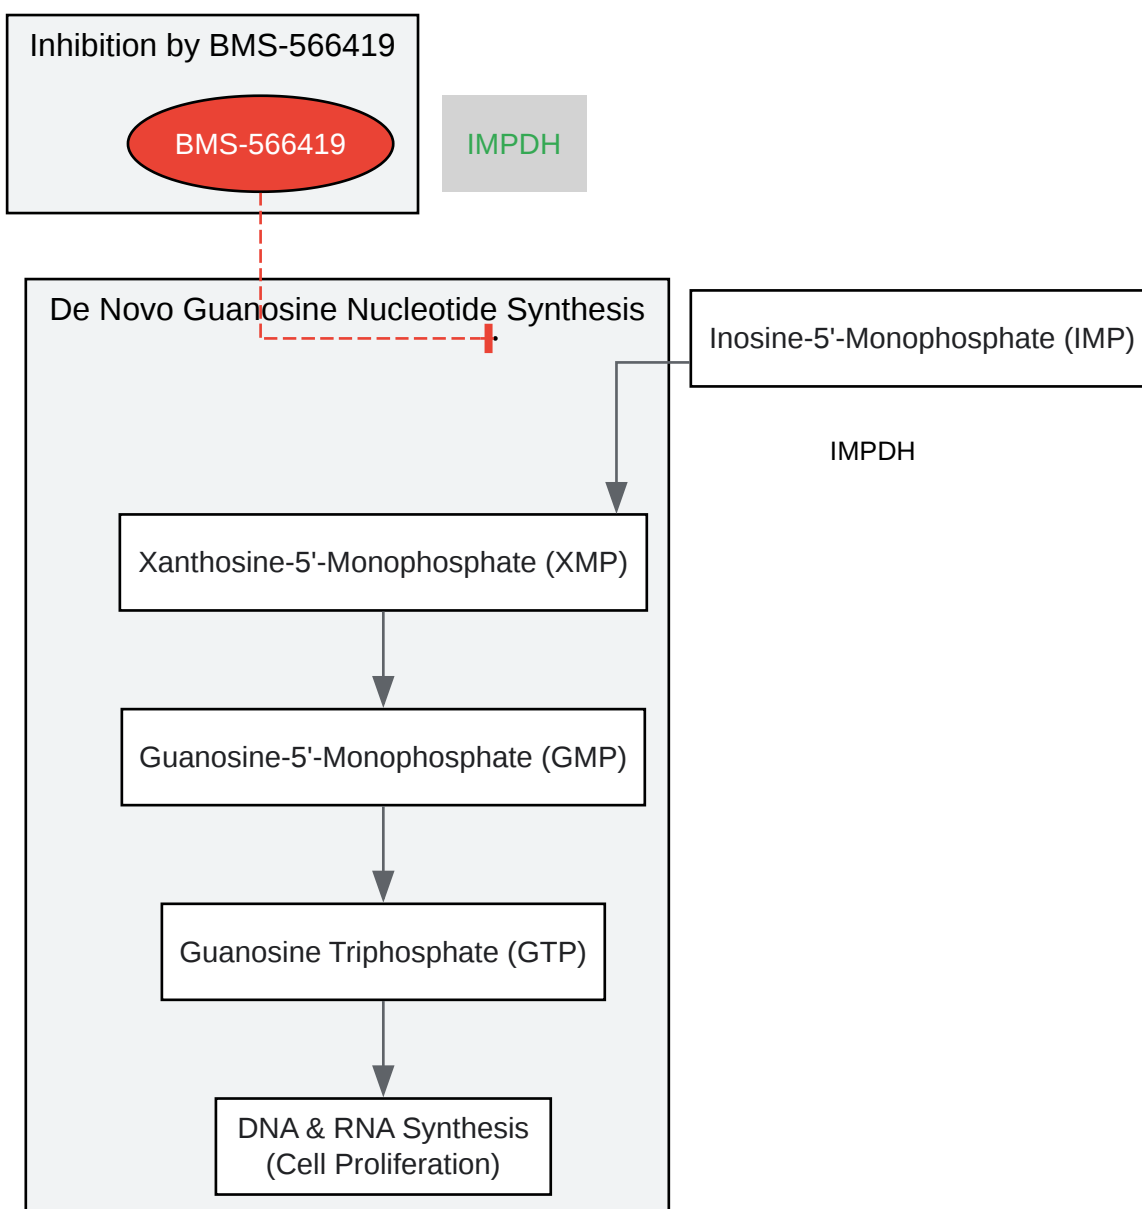 Inhibition by BMS-566419
BMS-566419
IMPDH
De Novo Guanosine Nucleotide Synthesis
Inosine-5'-Monophosphate (IMP)
IMPDH
Xanthosine-5'-Monophosphate (XMP)
Guanosine-5'-Monophosphate (GMP)
Guanosine Triphosphate (GTP)
DNA & RNA Synthesis
(Cell Proliferation)